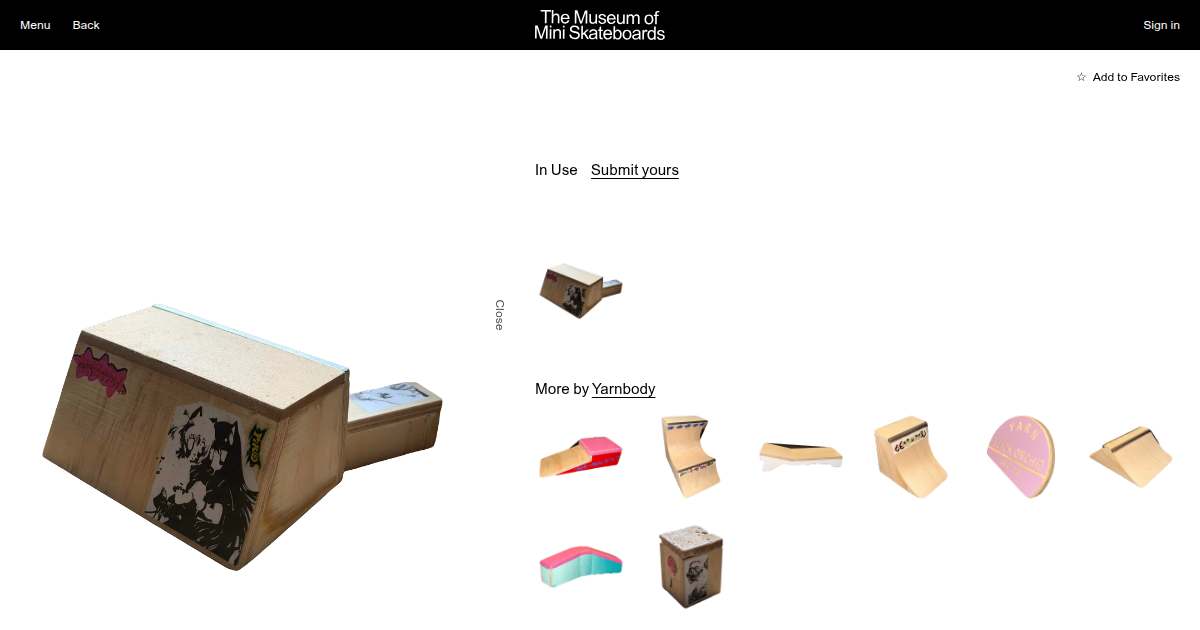 Menu
Back
The Museum of
Mini Skateboards
Sign in
☆ Add to Favorites
In Use
Submit yours
Close
More by Yarnbody
YARN